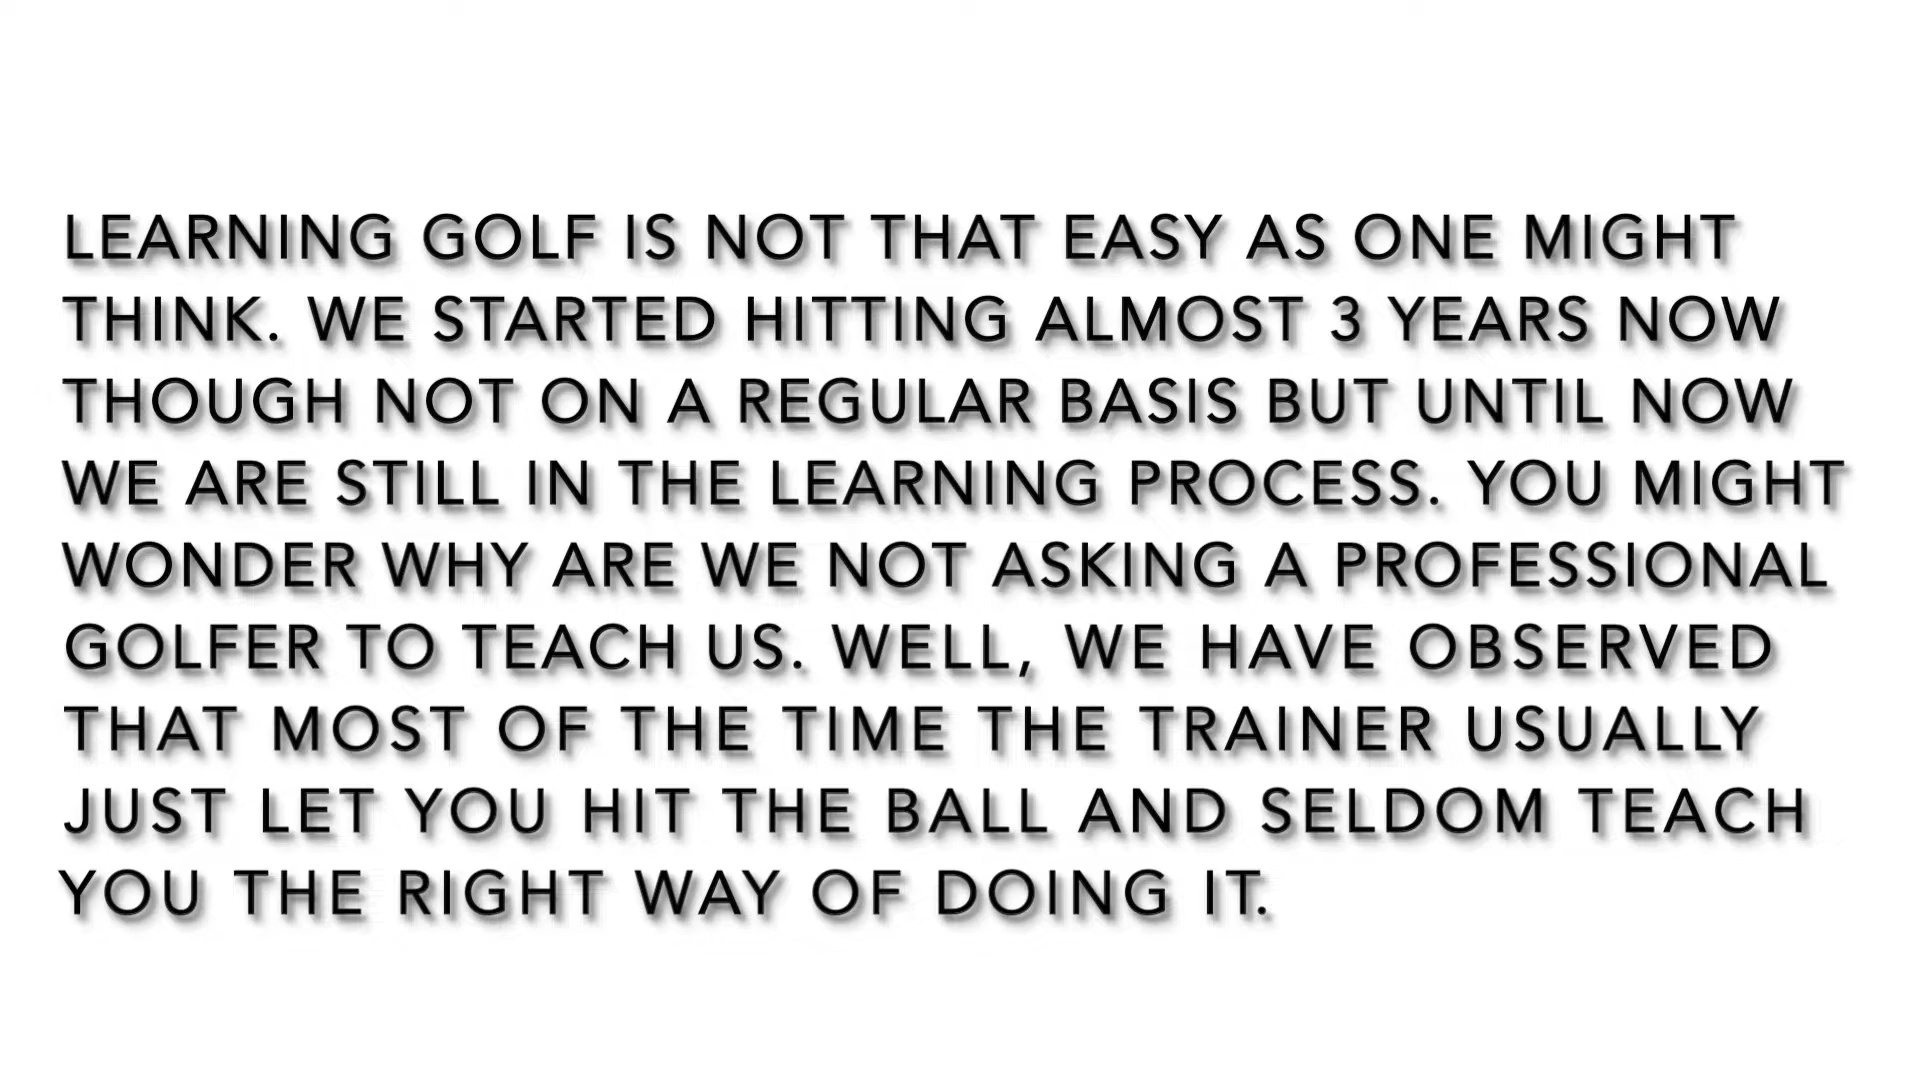 LEARNING GOLF IS NOT THAT EASY AS ONE MIGHT
THINK. WE STARTED HITTING ALMOST 3 YEARS NOW
THOUGH NOT ON A REGULAR BASIS BUT UNTIL NOW
WE ARE STILL IN THE LEARNING PROCESS. YOU MIGHT
WONDER WHY ARE WE NOT ASKING A PROFESSIONAL
GOLFER TO TEACH US. WELL, WE HAVE OBSERVED
THAT MOST OF THE TIME THE TRAINER USUALLY
JUST LET YOU HIT THE BALL AND SELDOM TEACH
YOU THE RIGHT WAY OF DOING IT.